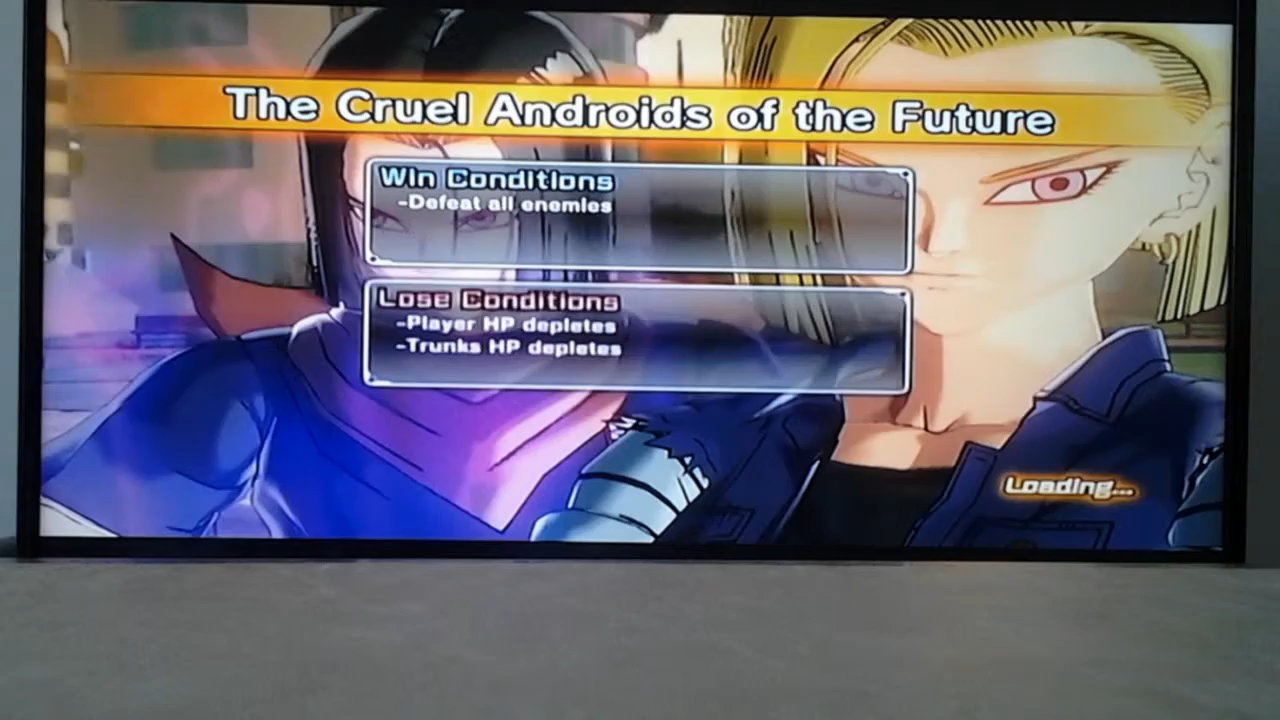 The Cruel Androids of the Future
Win Conditions
-Defeat all enemies
Lose Conditions
-Player HP depletes
-Trunks HP depletes
Loading...